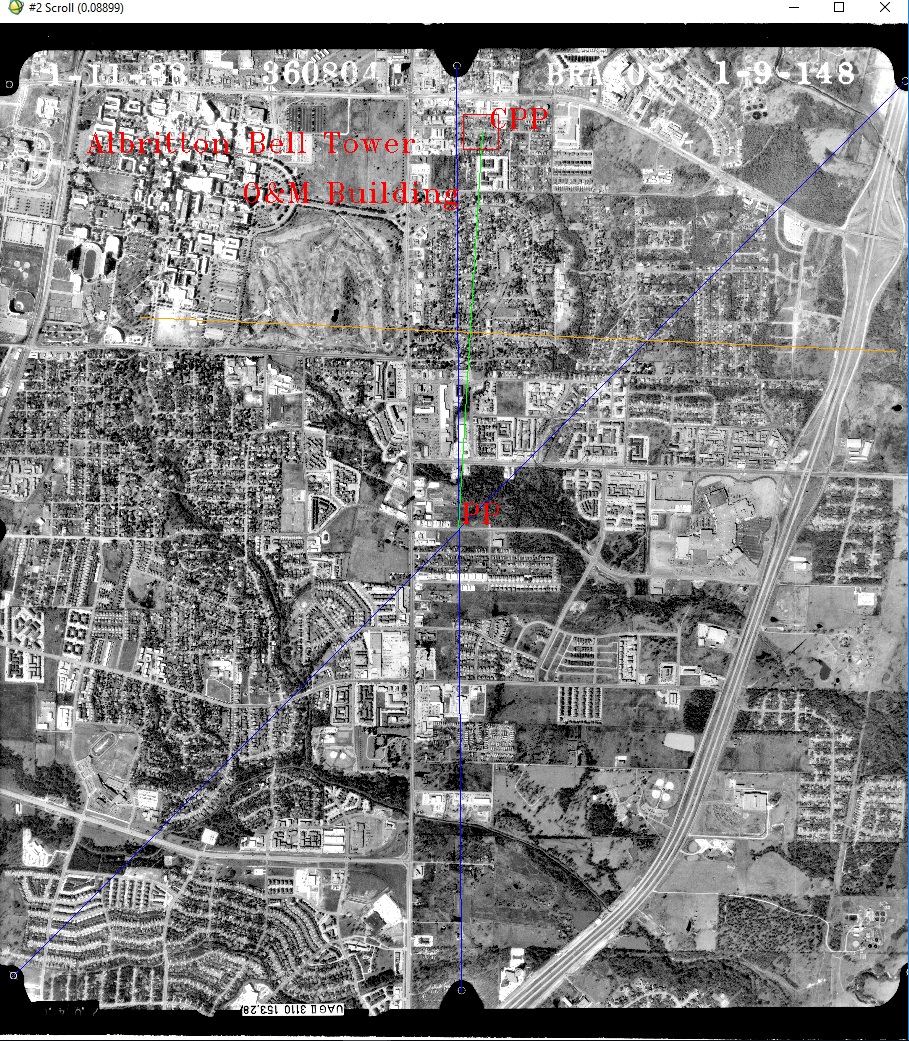 #2 Scroll (0.08899)
1-11-88 360804 BRAZOS 1-9-148
CPP
Albritton Bell Tower
O&M Building
PP
UAG II 3110 153,28